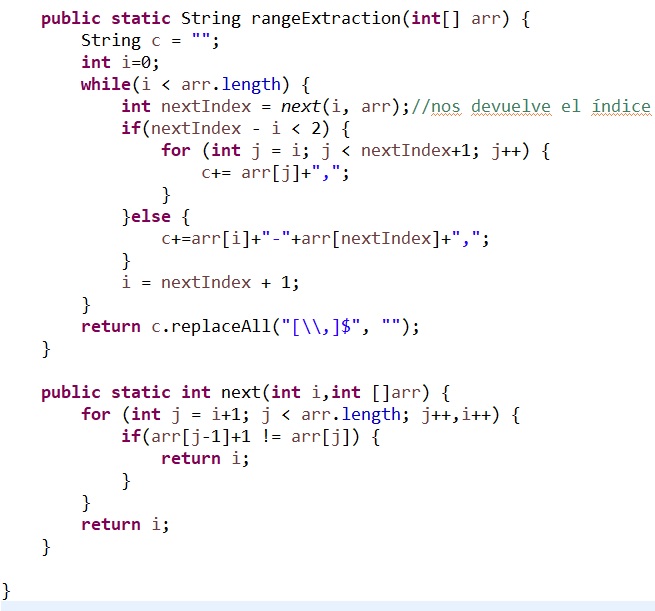 public static String rangeExtraction(int[] arr) {
String c = "";
int i=0;
while(i < arr.length) {
int nextIndex = next(i, arr);//nos devuelve el índice
if(nextIndex - i < 2) {
for (int j = i; j < nextIndex+1; j++) {
c+= arr[j]+",";
}
}else {
c+=arr[i]+"-"+arr[nextIndex]+",";
}
i = nextIndex + 1;
}
return c.replaceAll("[\\,]$", "");
}
public static int next(int i,int []arr) {
for (int j = i+1; j < arr.length; j++,i++) {
if(arr[j-1]+1 != arr[j]) {
return i;
}
}
return i;
}
}